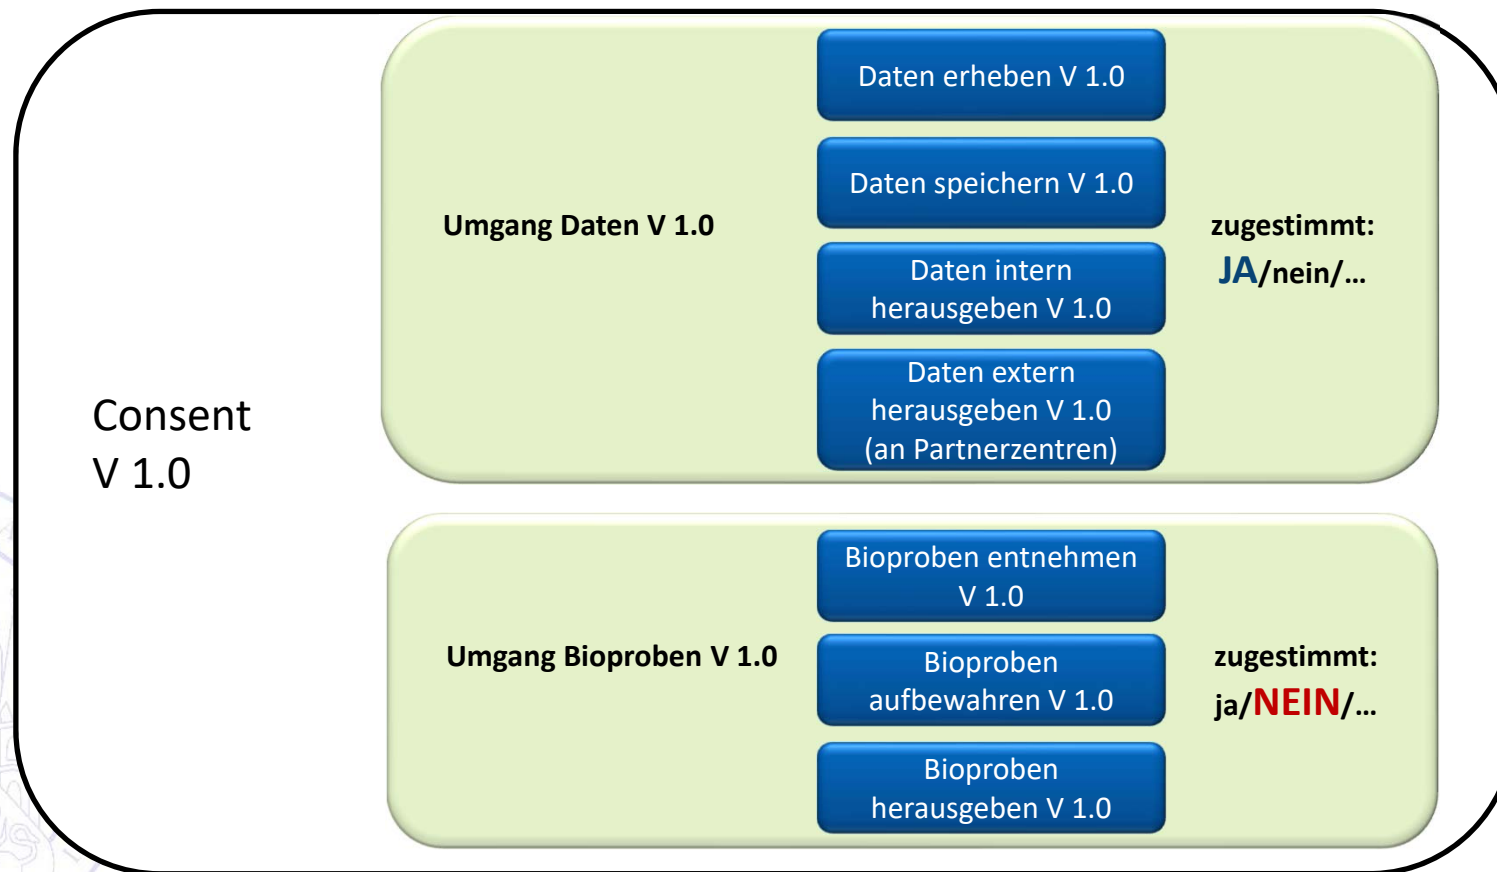 Consent
V 1.0
Umgang Daten V 1.0
Daten erheben V 1.0
Daten speichern V 1.0
Daten intern
herausgeben V 1.0
Daten extern
herausgeben V 1.0
(an Partnerzentren)
zugestimmt:
JA/nein/...
Umgang Bioproben V 1.0
Bioproben entnehmen
V 1.0
Bioproben
aufbewahren V 1.0
Bioproben
herausgeben V 1.0
zugestimmt:
ja/NEIN/...